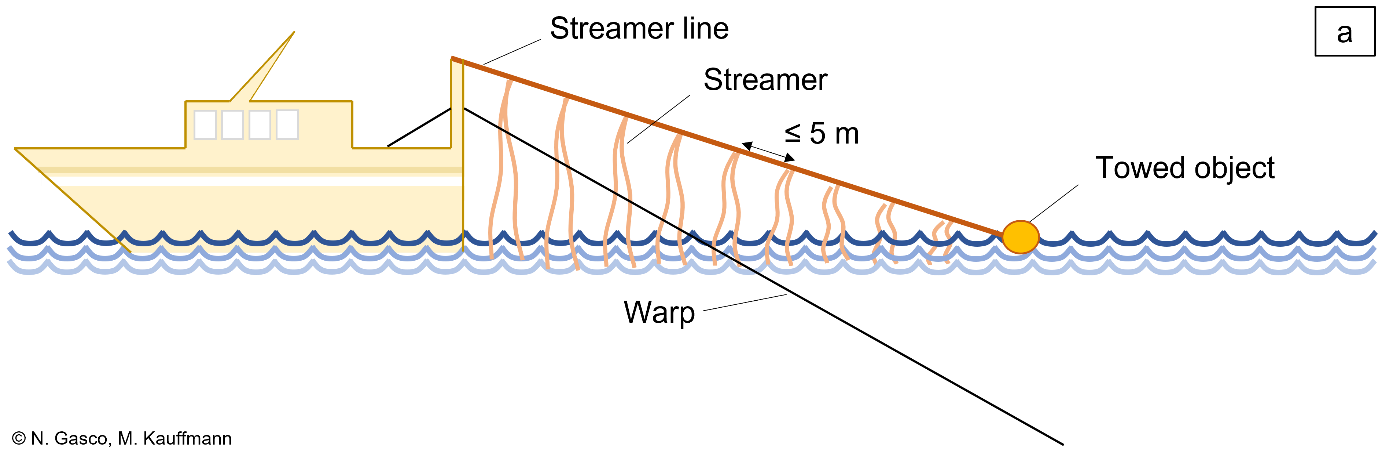 Streamer line
a
Streamer
≤ 5 m
Towed object
Warp
© N. Gasco, M. Kauffmann